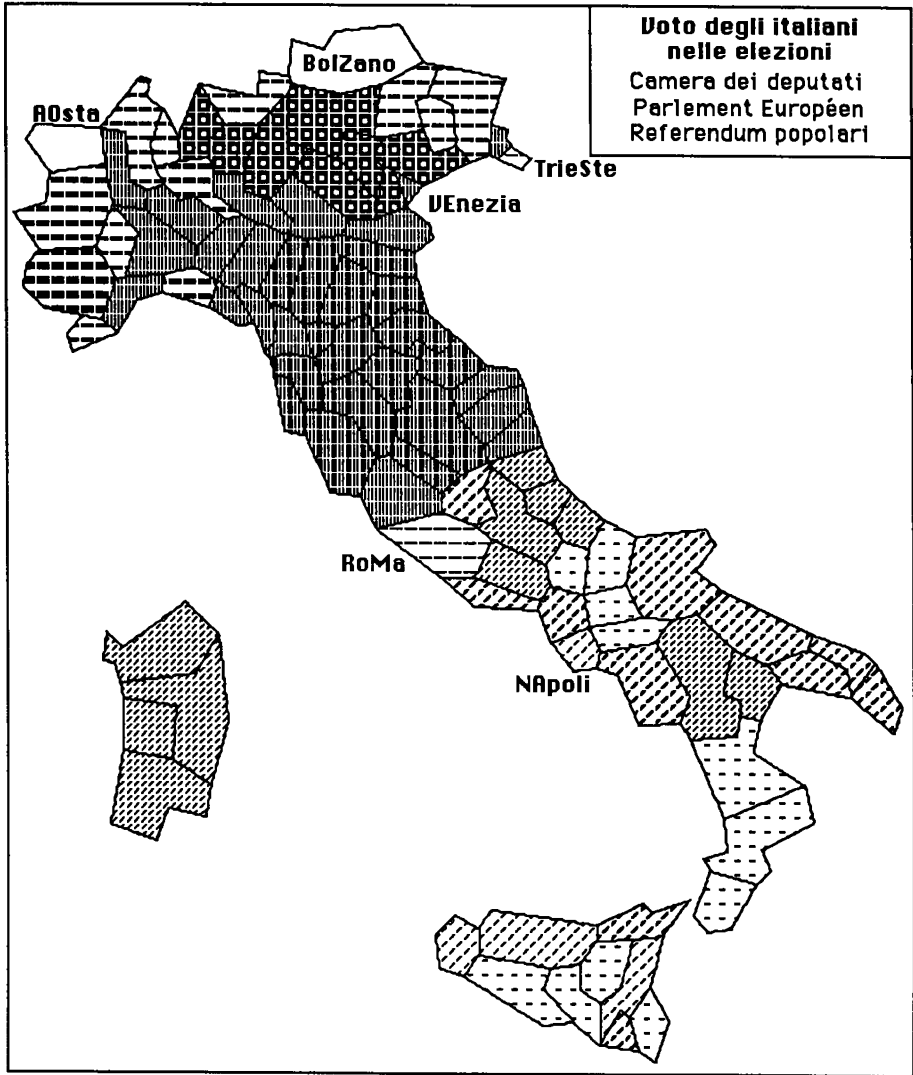 Voto degli italiani
nelle elezioni
Camera dei deputati
Parlement Européen
Referendum popolari
BolZano
AOsta
TrieSte
VEnezia
RoMa
NApoli